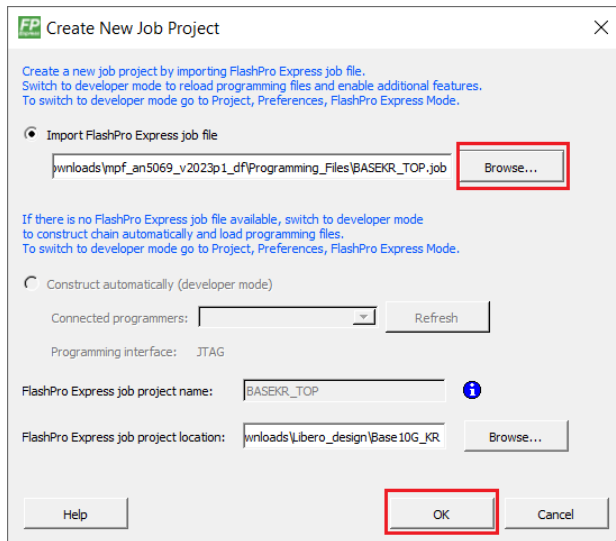 FP Create New Job Project
Create a new job project by importing FlashPro Express job file.
Switch to developer mode to reload programming files and enable additional features.
To switch to developer mode go to Project, Preferences, FlashPro Express Mode.
Import FlashPro Express job file
ownloads\mpf_an5069_v2023p1_df\Programming_Files\BASEKR_TOP.job Browse...
If there is no FlashPro Express job file available, switch to developer mode
to construct chain automatically and load programming files.
To switch to developer mode go to Project, Preferences, FlashPro Express Mode.
Construct automatically (developer mode)
Connected programmers: Refresh
Programming interface: JTAG
FlashPro Express job project name: BASEKR_TOP
FlashPro Express job project location: wnloads\Libero_design\Base10G_KR Browse...
Help OK Cancel